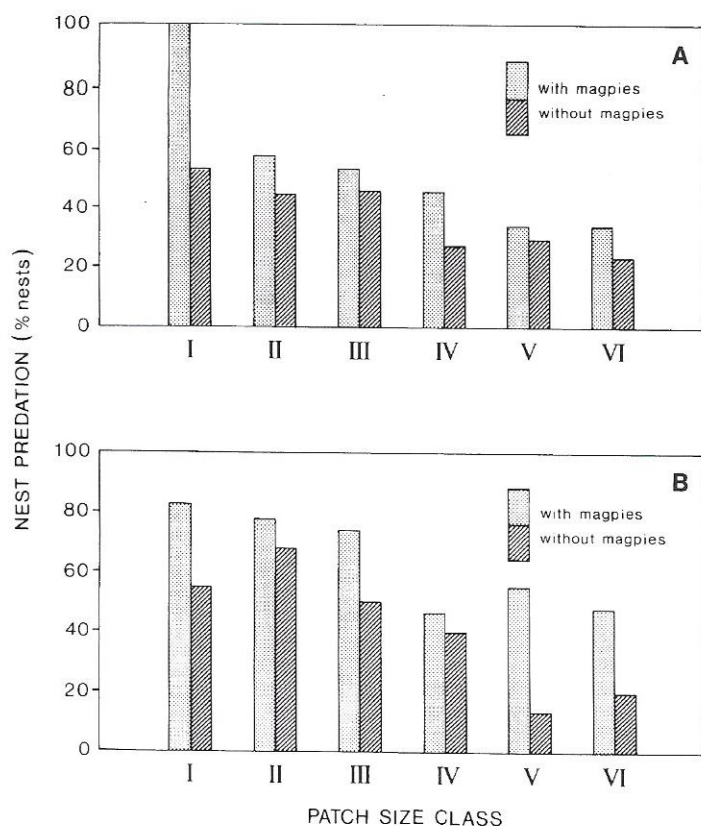 NEST PREDATION (% nests)
A
100
80
60
40
20
0
with magpies
without magpies
I II III IV V VI
B
100
80
60
40
20
0
with magpies
without magpies
I II III IV V VI
PATCH SIZE CLASS